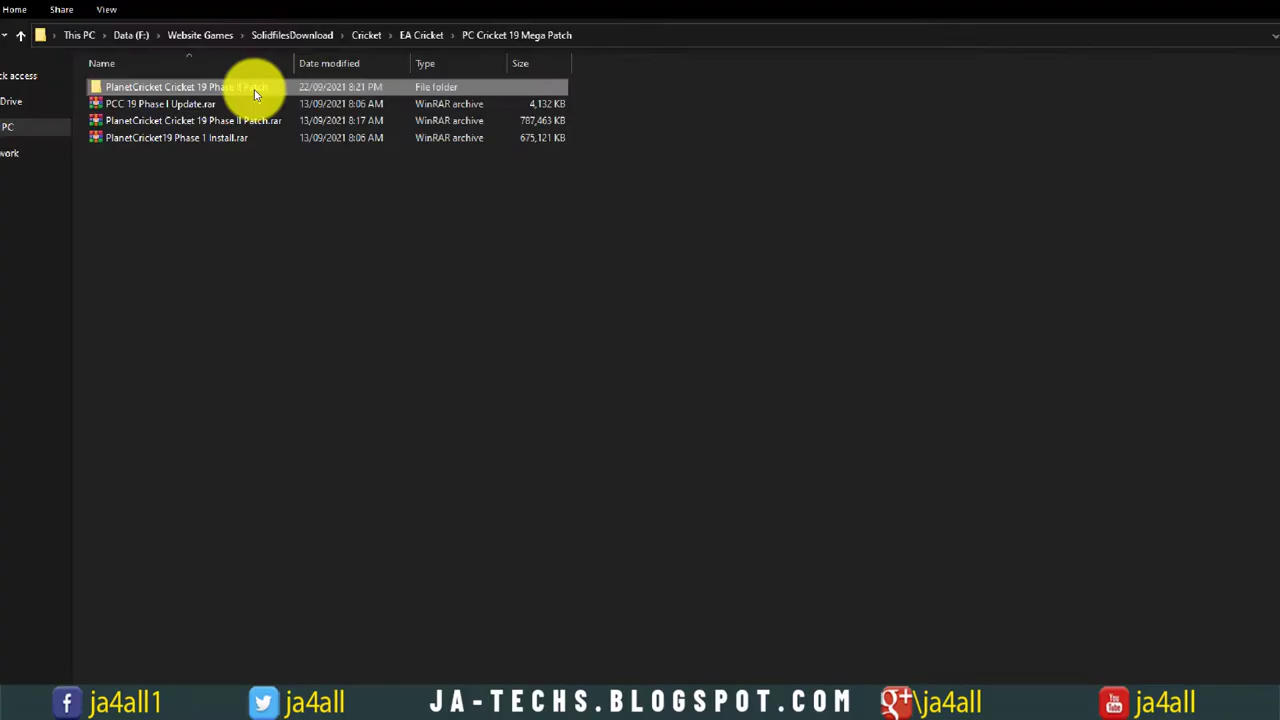 Home Share View
This PC > Data (F:) > Website Games > SolidfilesDownload > Cricket > EA Cricket > PC Cricket 19 Mega Patch
Name Date modified Type Size
ck access
Drive
PC
work
PlanetCricket Cricket 19 Phase II Patch 22/09/2021 8:21 PM File folder
PCC 19 Phase I Update.rar 13/09/2021 8:06 AM WinRAR archive 4,132 KB
PlanetCricket Cricket 19 Phase II Patch.rar 13/09/2021 8:17 AM WinRAR archive 787,463 KB
PlanetCricket19 Phase 1 Install.rar 13/09/2021 8:06 AM WinRAR archive 675,121 KB
f ja4all1 ja4all JA-TECHS.BLOGSPOT.COM g+ \ja4all You Tube ja4all